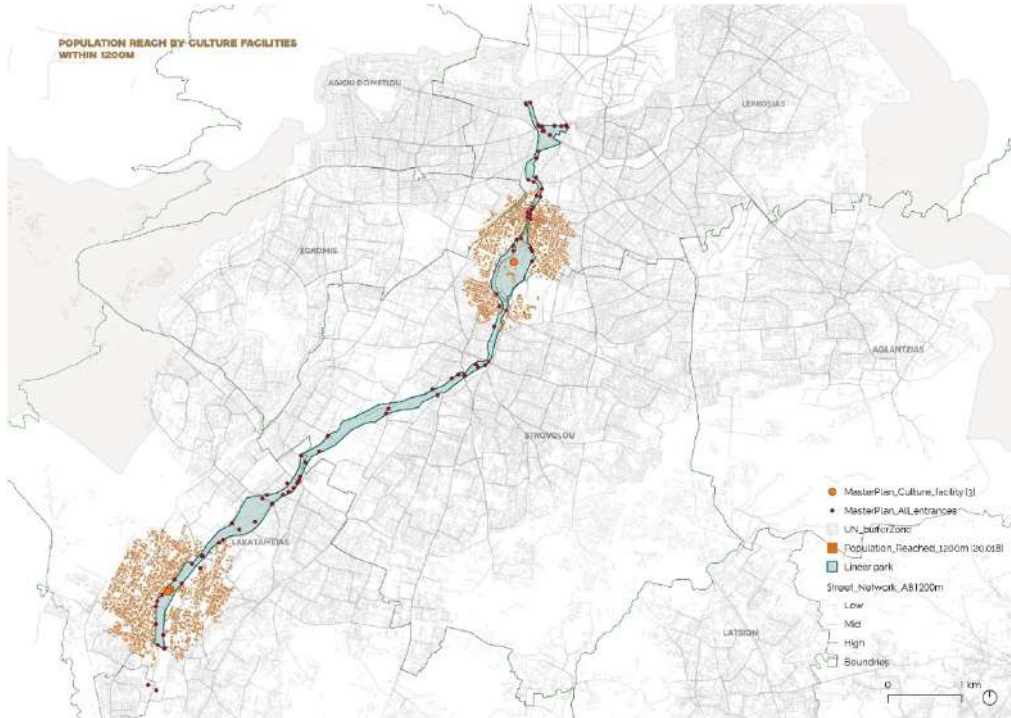 POPULATION REACH BY CULTURE FACILITIES
WITHIN 1200M
AGIOU DOMETIOU
LEFKOSIAS
EGKOMIS
AGLANTZIAS
STROVOLOU
LAKATAMEIAS
LATSION
MasterPlan_Culture_facility [3]
MasterPlan_All_entrances
UN_bufferZone
Population_Reached_1200m [20,018]
Linear park
Street_Network_AB1200m
Low
Mid
High
Boundries
0 1 km